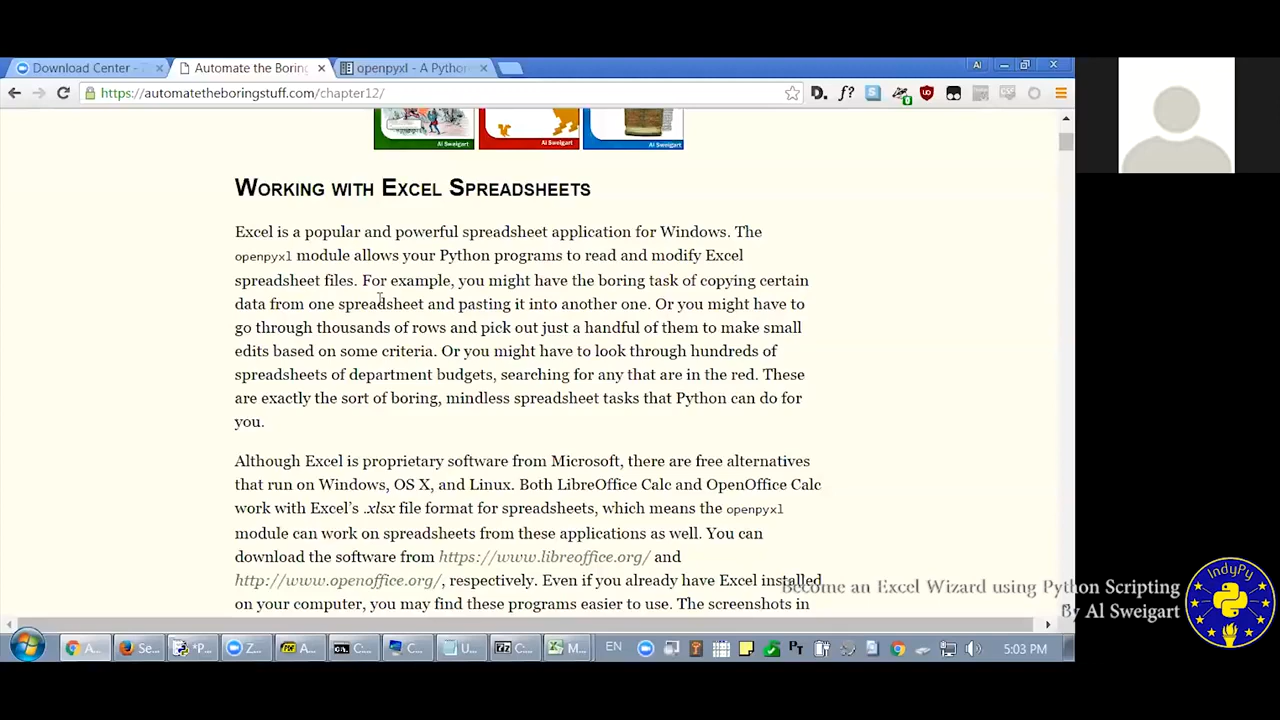 Download Center -
Automate the Borin
openpyxl - A Pytho
Al
https://automatetheboringstuff.com/chapter12/
D.
f?
S
Al Sweigart
Al Sweigart
Al Sweigart
Working with Excel Spreadsheets
Excel is a popular and powerful spreadsheet application for Windows. The
openpyxl module allows your Python programs to read and modify Excel
spreadsheet files. For example, you might have the boring task of copying certain
data from one spreadsheet and pasting it into another one. Or you might have to
go through thousands of rows and pick out just a handful of them to make small
edits based on some criteria. Or you might have to look through hundreds of
spreadsheets of department budgets, searching for any that are in the red. These
are exactly the sort of boring, mindless spreadsheet tasks that Python can do for
you.
Although Excel is proprietary software from Microsoft, there are free alternatives
that run on Windows, OS X, and Linux. Both LibreOffice Calc and OpenOffice Calc
work with Excel’s .xlsx file format for spreadsheets, which means the openpyxl
module can work on spreadsheets from these applications as well. You can
download the software from https://www.libreoffice.org/ and
http://www.openoffice.org/, respectively. Even if you already have Excel installed
on your computer, you may find these programs easier to use. The screenshots in
Become an Excel Wizard using Python Scripting
By Al Sweigart
IndyPy
A... Se... *P... Z... A... C... C... U... C... M... EN PT 5:03 PM